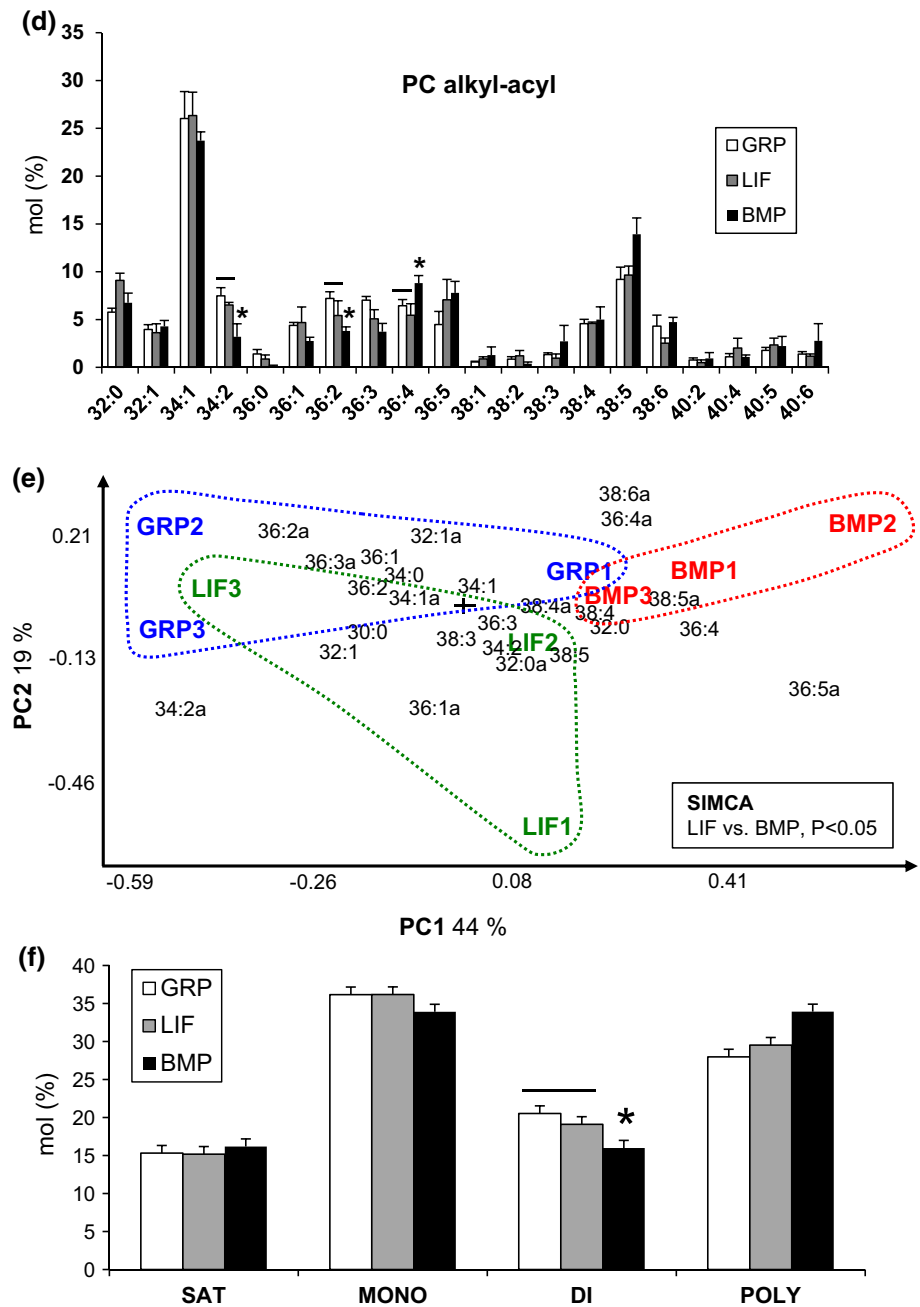 (d)
35
30
25
20
15
10
5
0
mol (%)
PC alkyl-acyl
GRP
LIF
BMP
*
*
*
32:0 32:1 34:1 34:2 36:0 36:1 36:2 36:3 36:4 36:5 38:1 38:2 38:3 38:4 38:5 38:6 40:2 40:4 40:5 40:6
(e)
0.21
-0.13
-0.46
PC2 19 %
38:6a
36:4a
BMP2
GRP2
36:2a
32:1a
36:3a
36:1
34:0
GRP1
BMP1
LIF3
36:2
34:1
34:1a
BMP3
38:5a
38:4a
38:4
GRP3
30:0
36:3
32:0
36:4
38:3
LIF2
32:1
34:2
38:5
32:0a
36:5a
34:2a
36:1a
LIF1
SIMCA
LIF vs. BMP, P<0.05
-0.59 -0.26 0.08 0.41
PC1 44 %
(f)
40
35
30
25
20
15
10
5
0
mol (%)
GRP
LIF
BMP
*
SAT MONO DI POLY